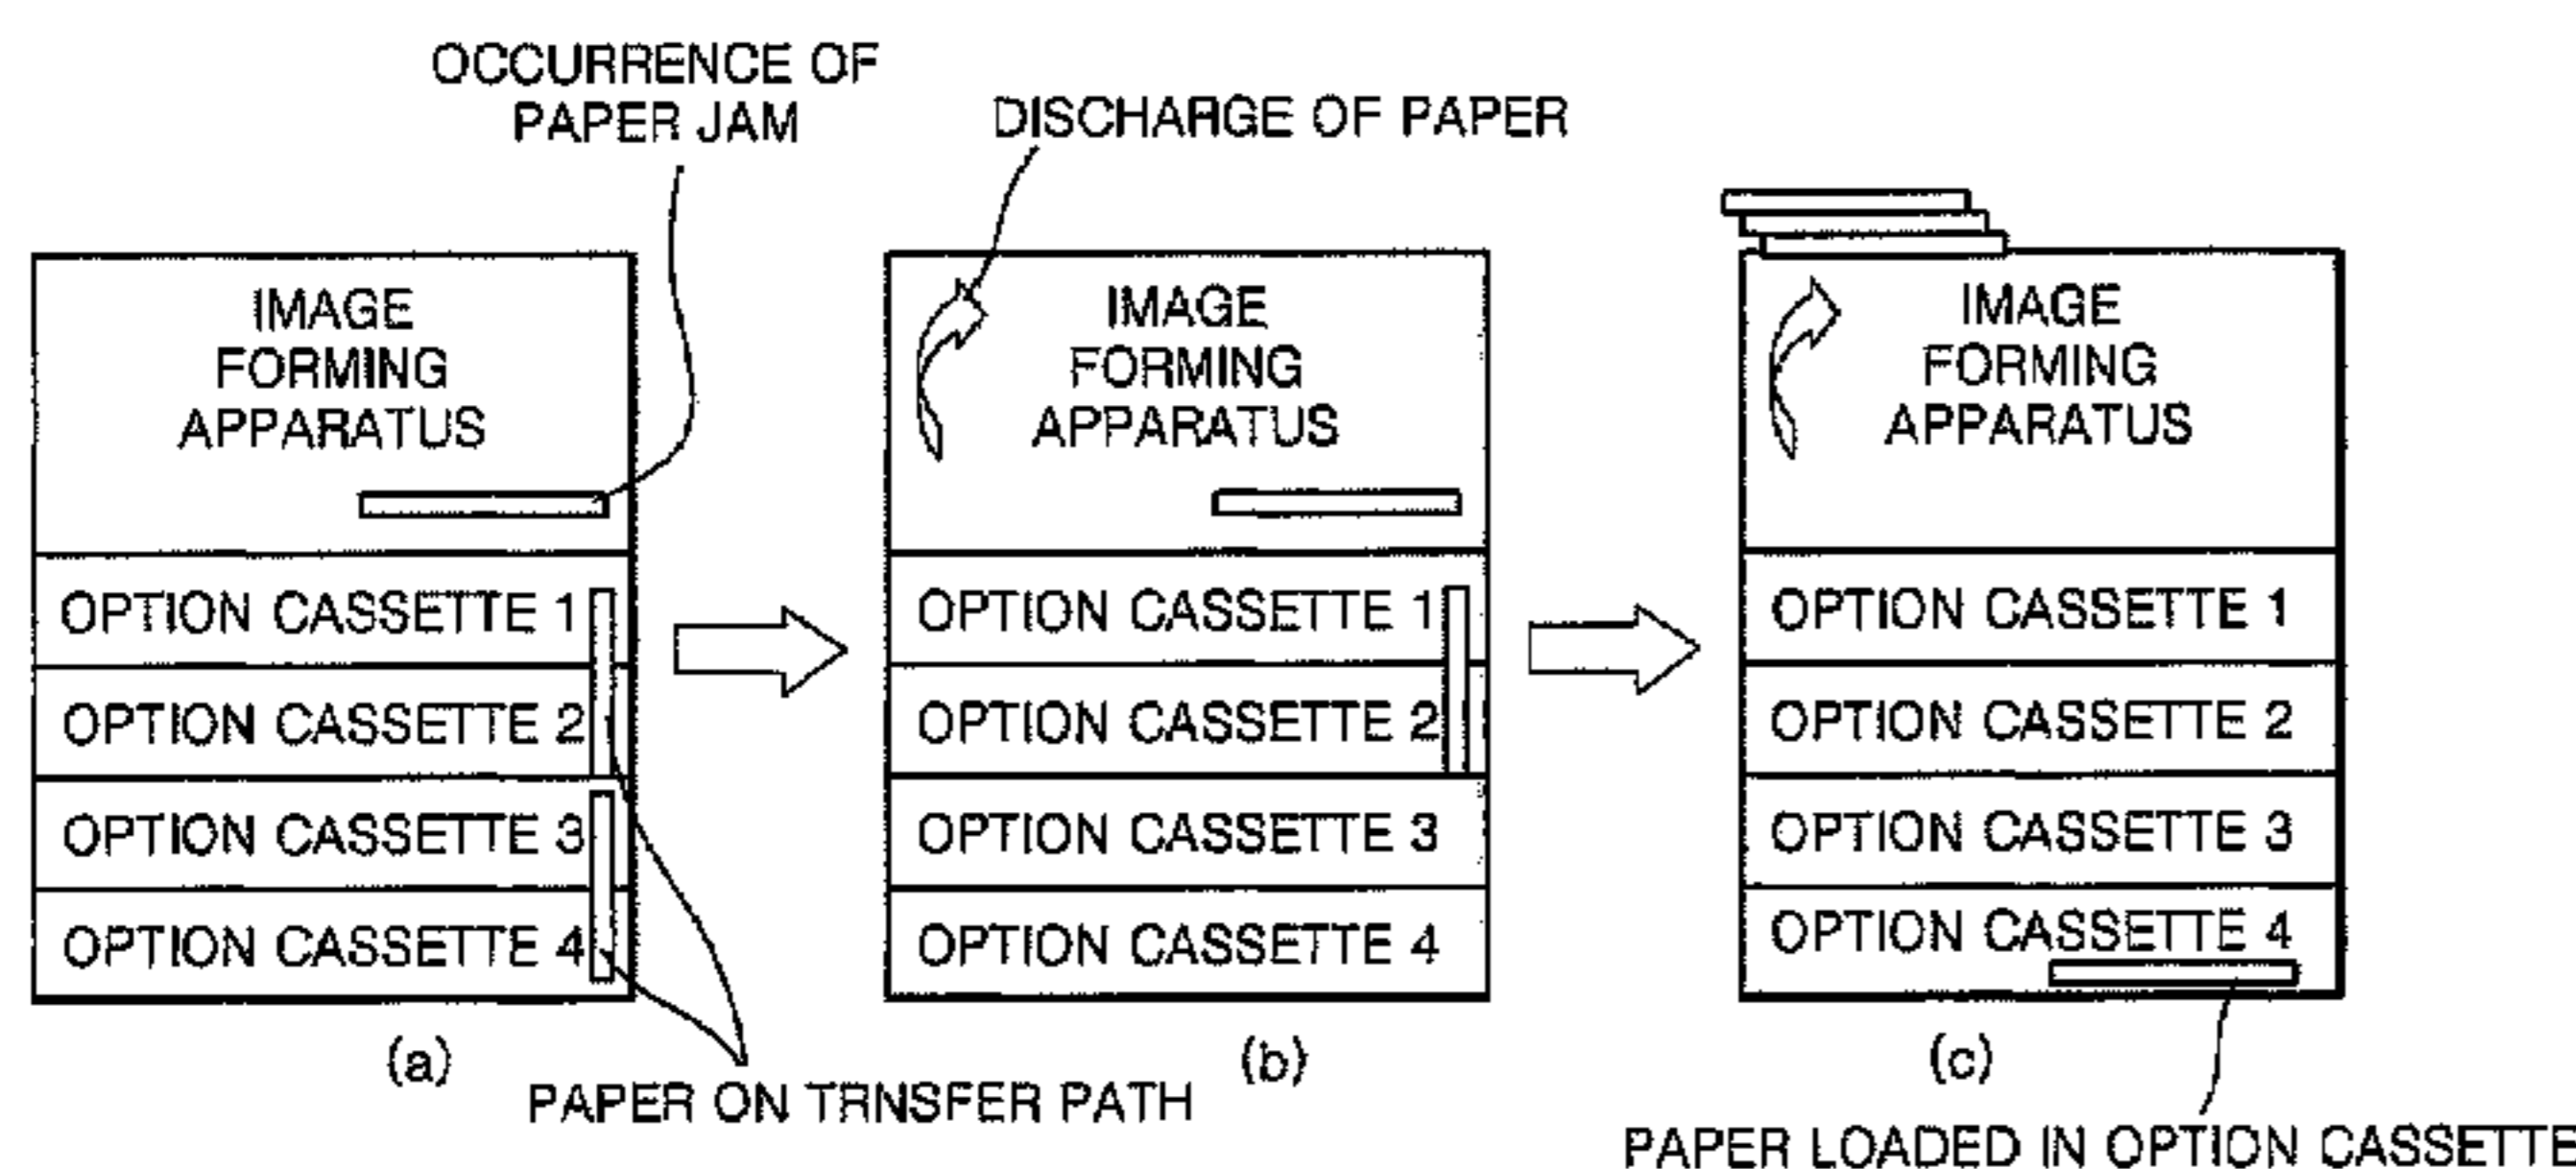 OCCURRENCE OF
PAPER JAM
DISCHARGE OF PAPER
IMAGE
FORMING
APPARATUS
OPTION CASSETTE 1
OPTION CASSETTE 2
OPTION CASSETTE 3
OPTION CASSETTE 4
(a)
IMAGE
FORMING
APPARATUS
OPTION CASSETTE 1
OPTION CASSETTE 2
OPTION CASSETTE 3
OPTION CASSETTE 4
(b)
IMAGE
FORMING
APPARATUS
OPTION CASSETTE 1
OPTION CASSETTE 2
OPTION CASSETTE 3
OPTION CASSETTE 4
(c)
PAPER ON TRNSFER PATH
PAPER LOADED IN OPTION CASSETTE